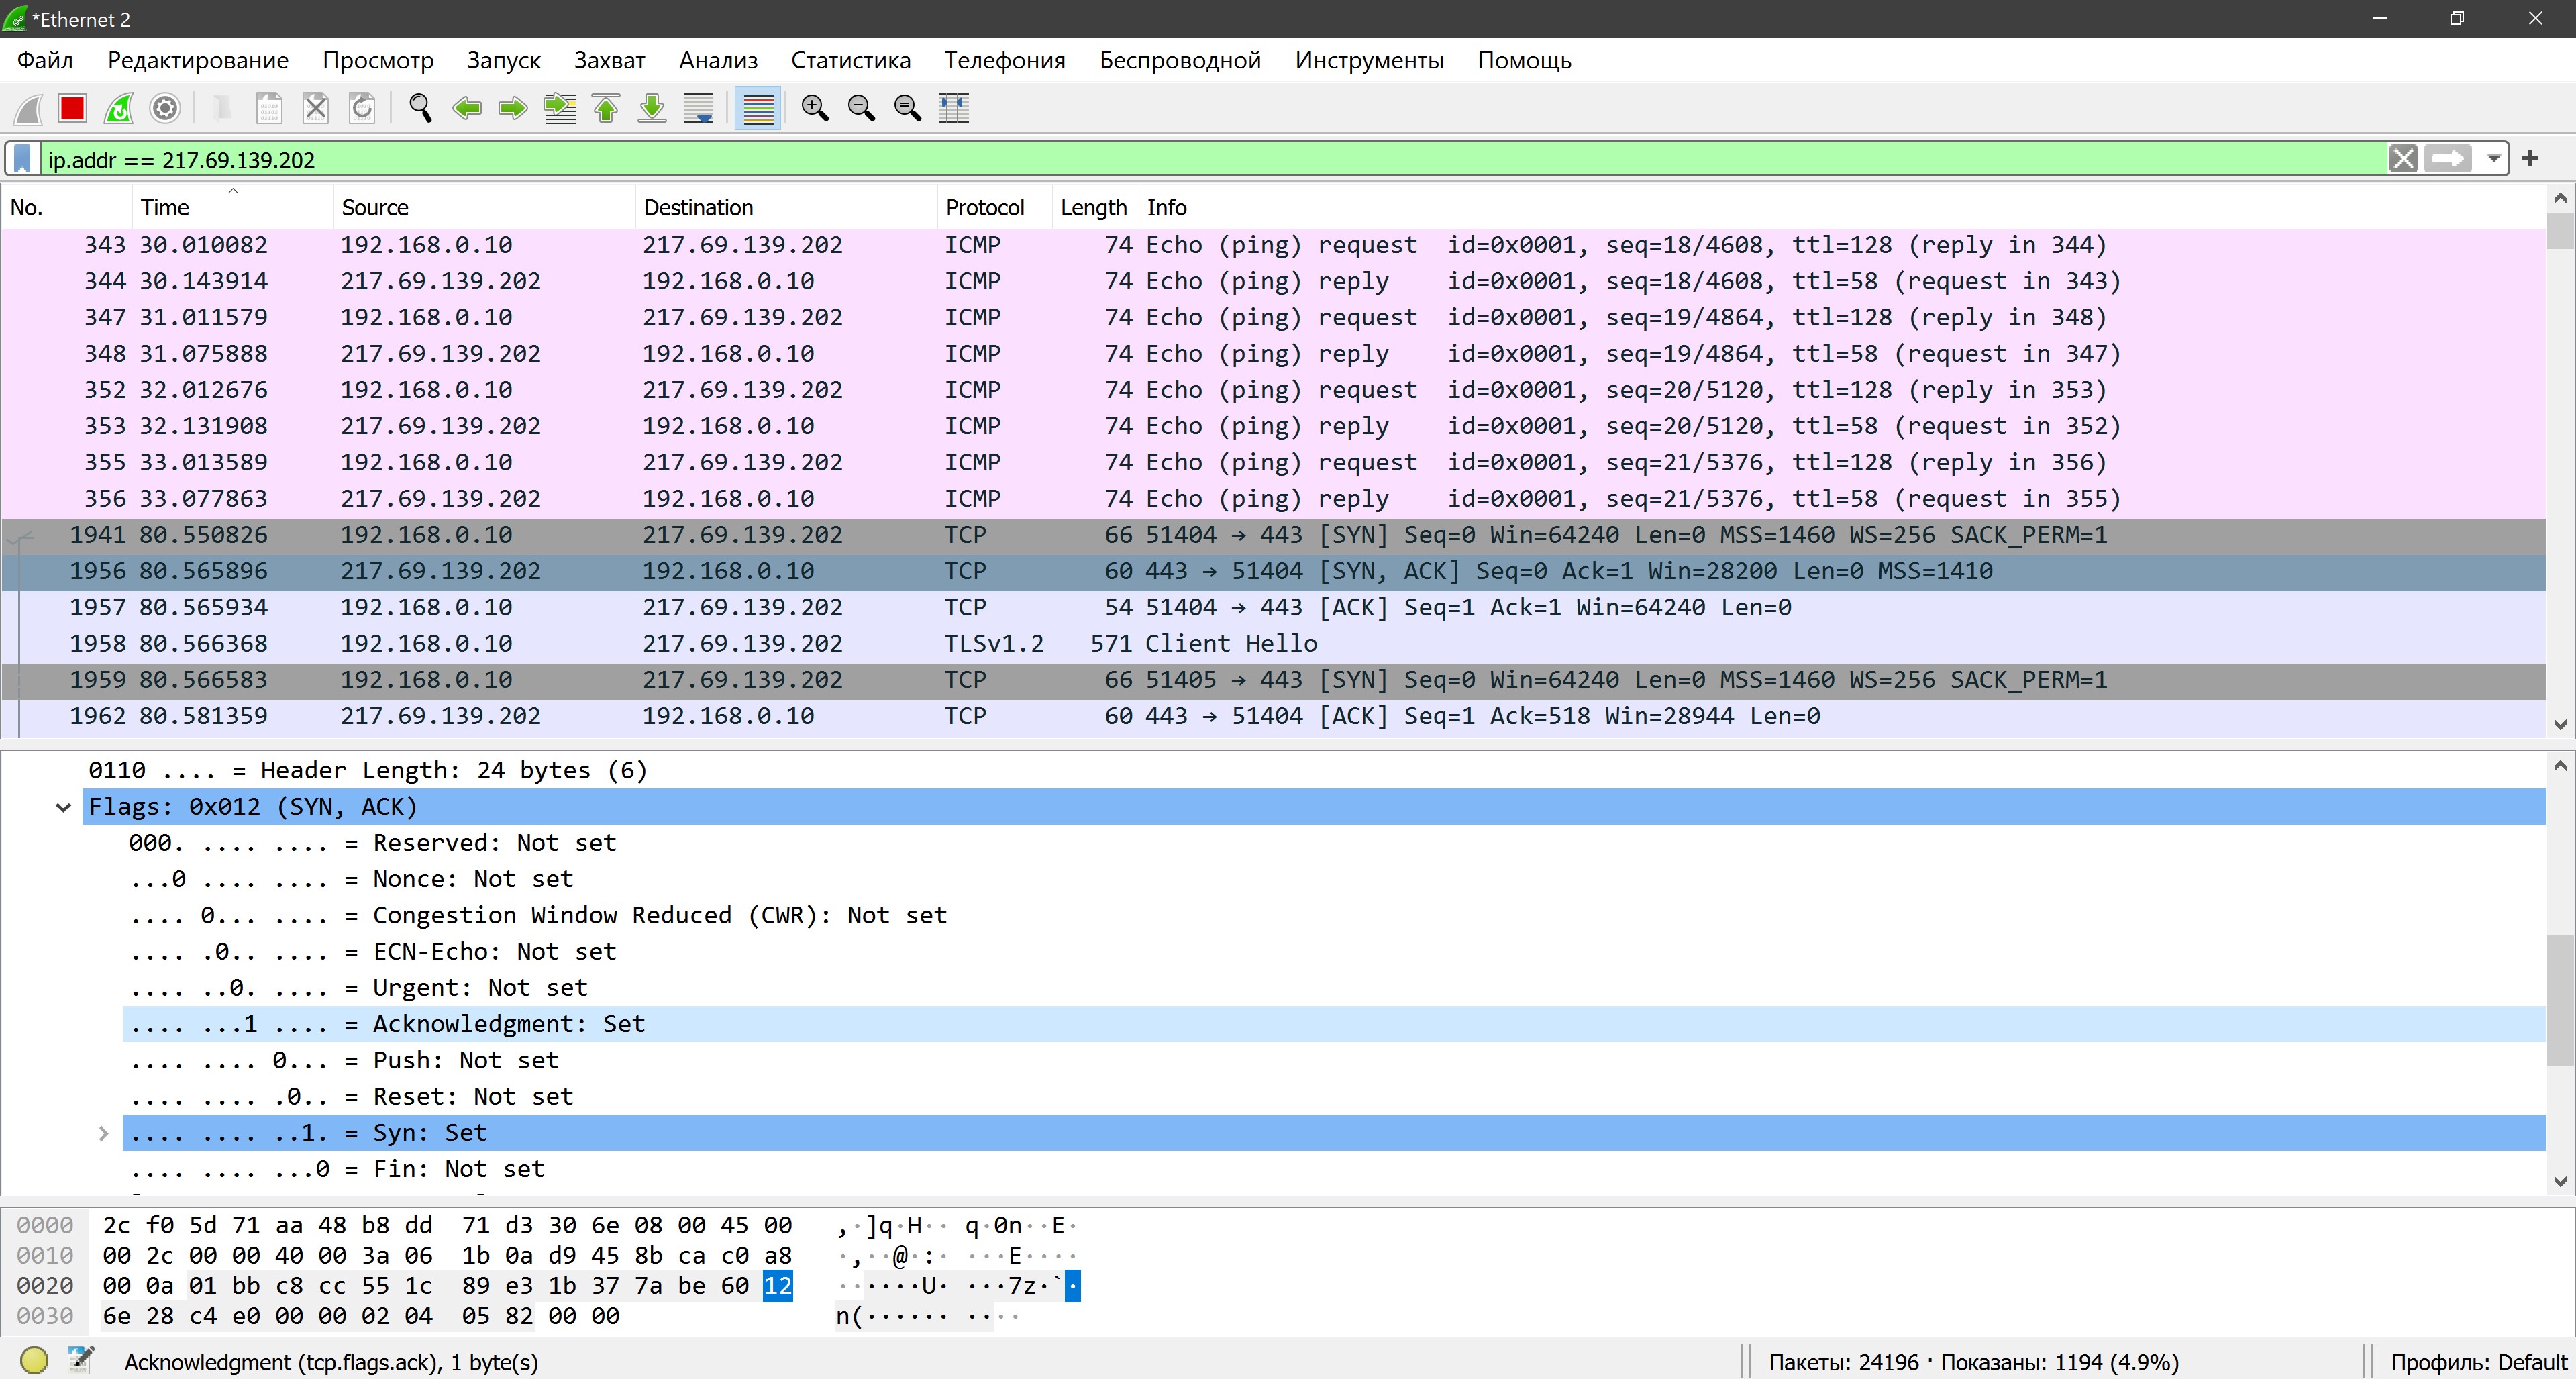 *Ethernet 2
Файл Редактирование Просмотр Запуск Захват Анализ Статистика Телефония Беспроводной Инструменты Помощь
ip.addr == 217.69.139.202
No. Time Source Destination Protocol Length Info
343 30.010082 192.168.0.10 217.69.139.202 ICMP 74 Echo (ping) request id=0x0001, seq=18/4608, ttl=128 (reply in 344)
344 30.143914 217.69.139.202 192.168.0.10 ICMP 74 Echo (ping) reply id=0x0001, seq=18/4608, ttl=58 (request in 343)
347 31.011579 192.168.0.10 217.69.139.202 ICMP 74 Echo (ping) request id=0x0001, seq=19/4864, ttl=128 (reply in 348)
348 31.075888 217.69.139.202 192.168.0.10 ICMP 74 Echo (ping) reply id=0x0001, seq=19/4864, ttl=58 (request in 347)
352 32.012676 192.168.0.10 217.69.139.202 ICMP 74 Echo (ping) request id=0x0001, seq=20/5120, ttl=128 (reply in 353)
353 32.131908 217.69.139.202 192.168.0.10 ICMP 74 Echo (ping) reply id=0x0001, seq=20/5120, ttl=58 (request in 352)
355 33.013589 192.168.0.10 217.69.139.202 ICMP 74 Echo (ping) request id=0x0001, seq=21/5376, ttl=128 (reply in 356)
356 33.077863 217.69.139.202 192.168.0.10 ICMP 74 Echo (ping) reply id=0x0001, seq=21/5376, ttl=58 (request in 355)
1941 80.550826 192.168.0.10 217.69.139.202 TCP 66 51404 → 443 [SYN] Seq=0 Win=64240 Len=0 MSS=1460 WS=256 SACK_PERM=1
1956 80.565896 217.69.139.202 192.168.0.10 TCP 60 443 → 51404 [SYN, ACK] Seq=0 Ack=1 Win=28200 Len=0 MSS=1410
1957 80.565934 192.168.0.10 217.69.139.202 TCP 54 51404 → 443 [ACK] Seq=1 Ack=1 Win=64240 Len=0
1958 80.566368 192.168.0.10 217.69.139.202 TLSv1.2 571 Client Hello
1959 80.566583 192.168.0.10 217.69.139.202 TCP 66 51405 → 443 [SYN] Seq=0 Win=64240 Len=0 MSS=1460 WS=256 SACK_PERM=1
1962 80.581359 217.69.139.202 192.168.0.10 TCP 60 443 → 51404 [ACK] Seq=1 Ack=518 Win=28944 Len=0
0110 .... = Header Length: 24 bytes (6)
Flags: 0x012 (SYN, ACK)
000. .... .... = Reserved: Not set
...0 .... .... = Nonce: Not set
.... 0... .... = Congestion Window Reduced (CWR): Not set
.... .0.. .... = ECN-Echo: Not set
.... ..0. .... = Urgent: Not set
.... ...1 .... = Acknowledgment: Set
.... .... 0... = Push: Not set
.... .... .0.. = Reset: Not set
.... .... ..1. = Syn: Set
.... .... ...0 = Fin: Not set
0000 2c f0 5d 71 aa 48 b8 dd 71 d3 30 6e 08 00 45 00 ,·]q·H·· q·0n··E·
0010 00 2c 00 00 40 00 3a 06 1b 0a d9 45 8b ca c0 a8 ·,··@·:· ···E····
0020 00 0a 01 bb c8 cc 55 1c 89 e3 1b 37 7a be 60 12 ······U· ···7z·`·
0030 6e 28 c4 e0 00 00 02 04 05 82 00 00 n(······ ····
Acknowledgment (tcp.flags.ack), 1 byte(s) Пакеты: 24196 · Показаны: 1194 (4.9%) Профиль: Default